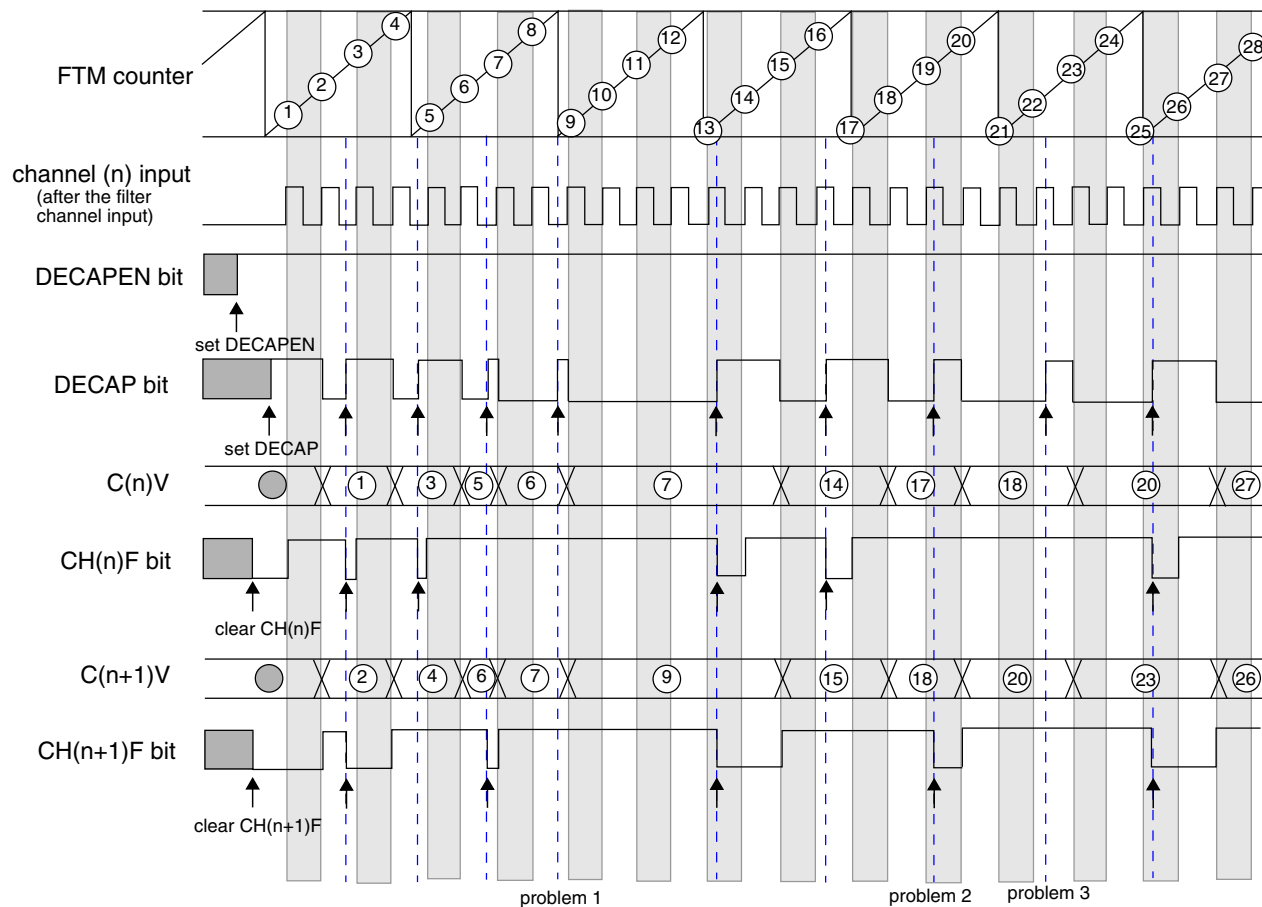 4
8
12
16
20
24
28
3
7
11
15
19
23
27
FTM counter
2
6
10
14
18
22
26
1
5
9
13
17
21
25
channel (n) input
(after the filter
channel input)
DECAPEN bit
set DECAPEN
DECAP bit
set DECAP
C(n)V
1
3
5
6
7
14
17
18
20
27
CH(n)F bit
clear CH(n)F
C(n+1)V
2
4
6
7
9
15
18
20
23
26
CH(n+1)F bit
clear CH(n+1)F
problem 1
problem 2
problem 3